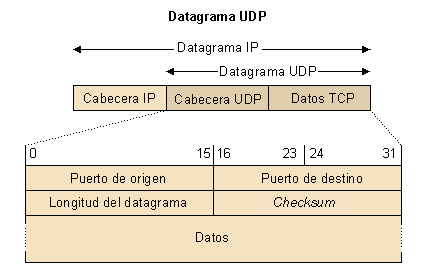 Datagrama UDP
Datagrama IP
Datagrama UDP
Cabecera IP Cabecera UDP Datos TCP
0 15 16 23 24 31
Puerto de origen Puerto de destino
Longitud del datagrama Checksum
Datos